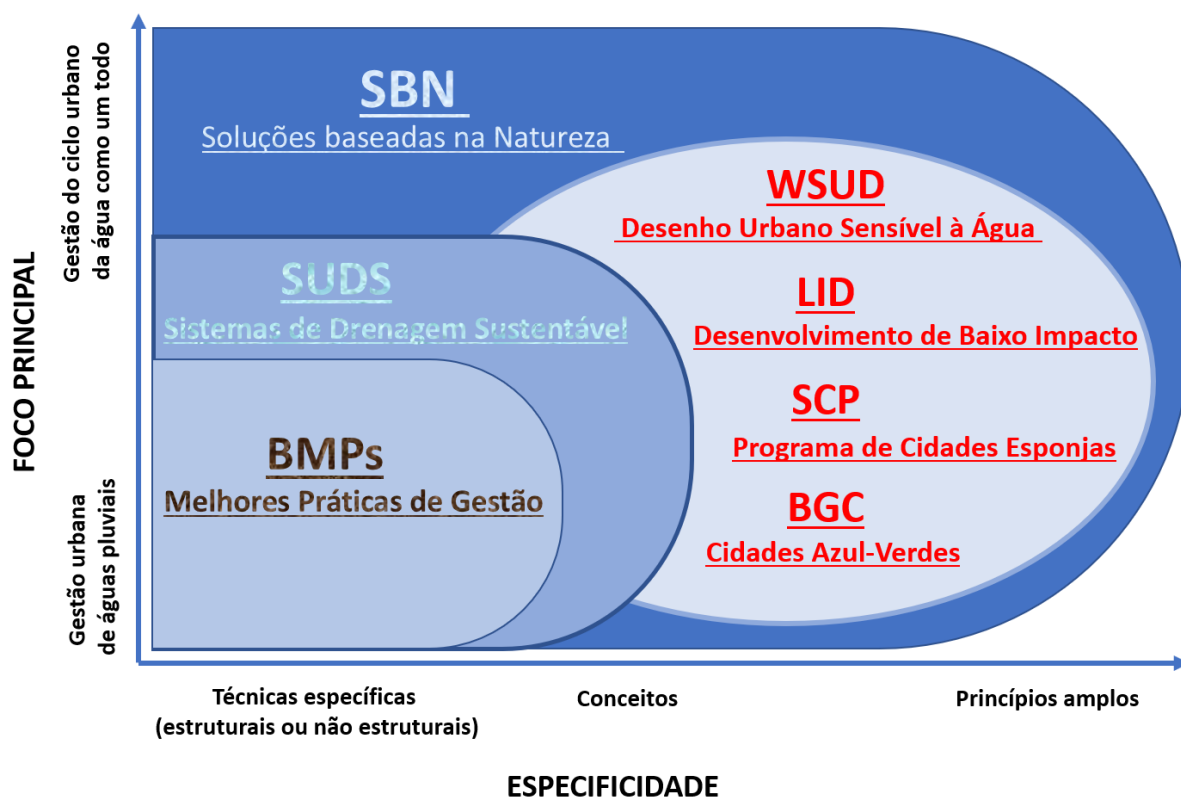 Gestão do ciclo urbano
da água como um todo
FOCO PRINCIPAL
Gestão urbana
de águas pluviais
SBN
Soluções baseadas na Natureza
WSUD
Desenho Urbano Sensível à Água
SUDS
Sistemas de Drenagem Sustentável
LID
Desenvolvimento de Baixo Impacto
SCP
Programa de Cidades Esponjas
BMPs
Melhores Práticas de Gestão
BGC
Cidades Azul-Verdes
Técnicas específicas
(estruturais ou não estruturais)
Conceitos
Princípios amplos
ESPECIFICIDADE